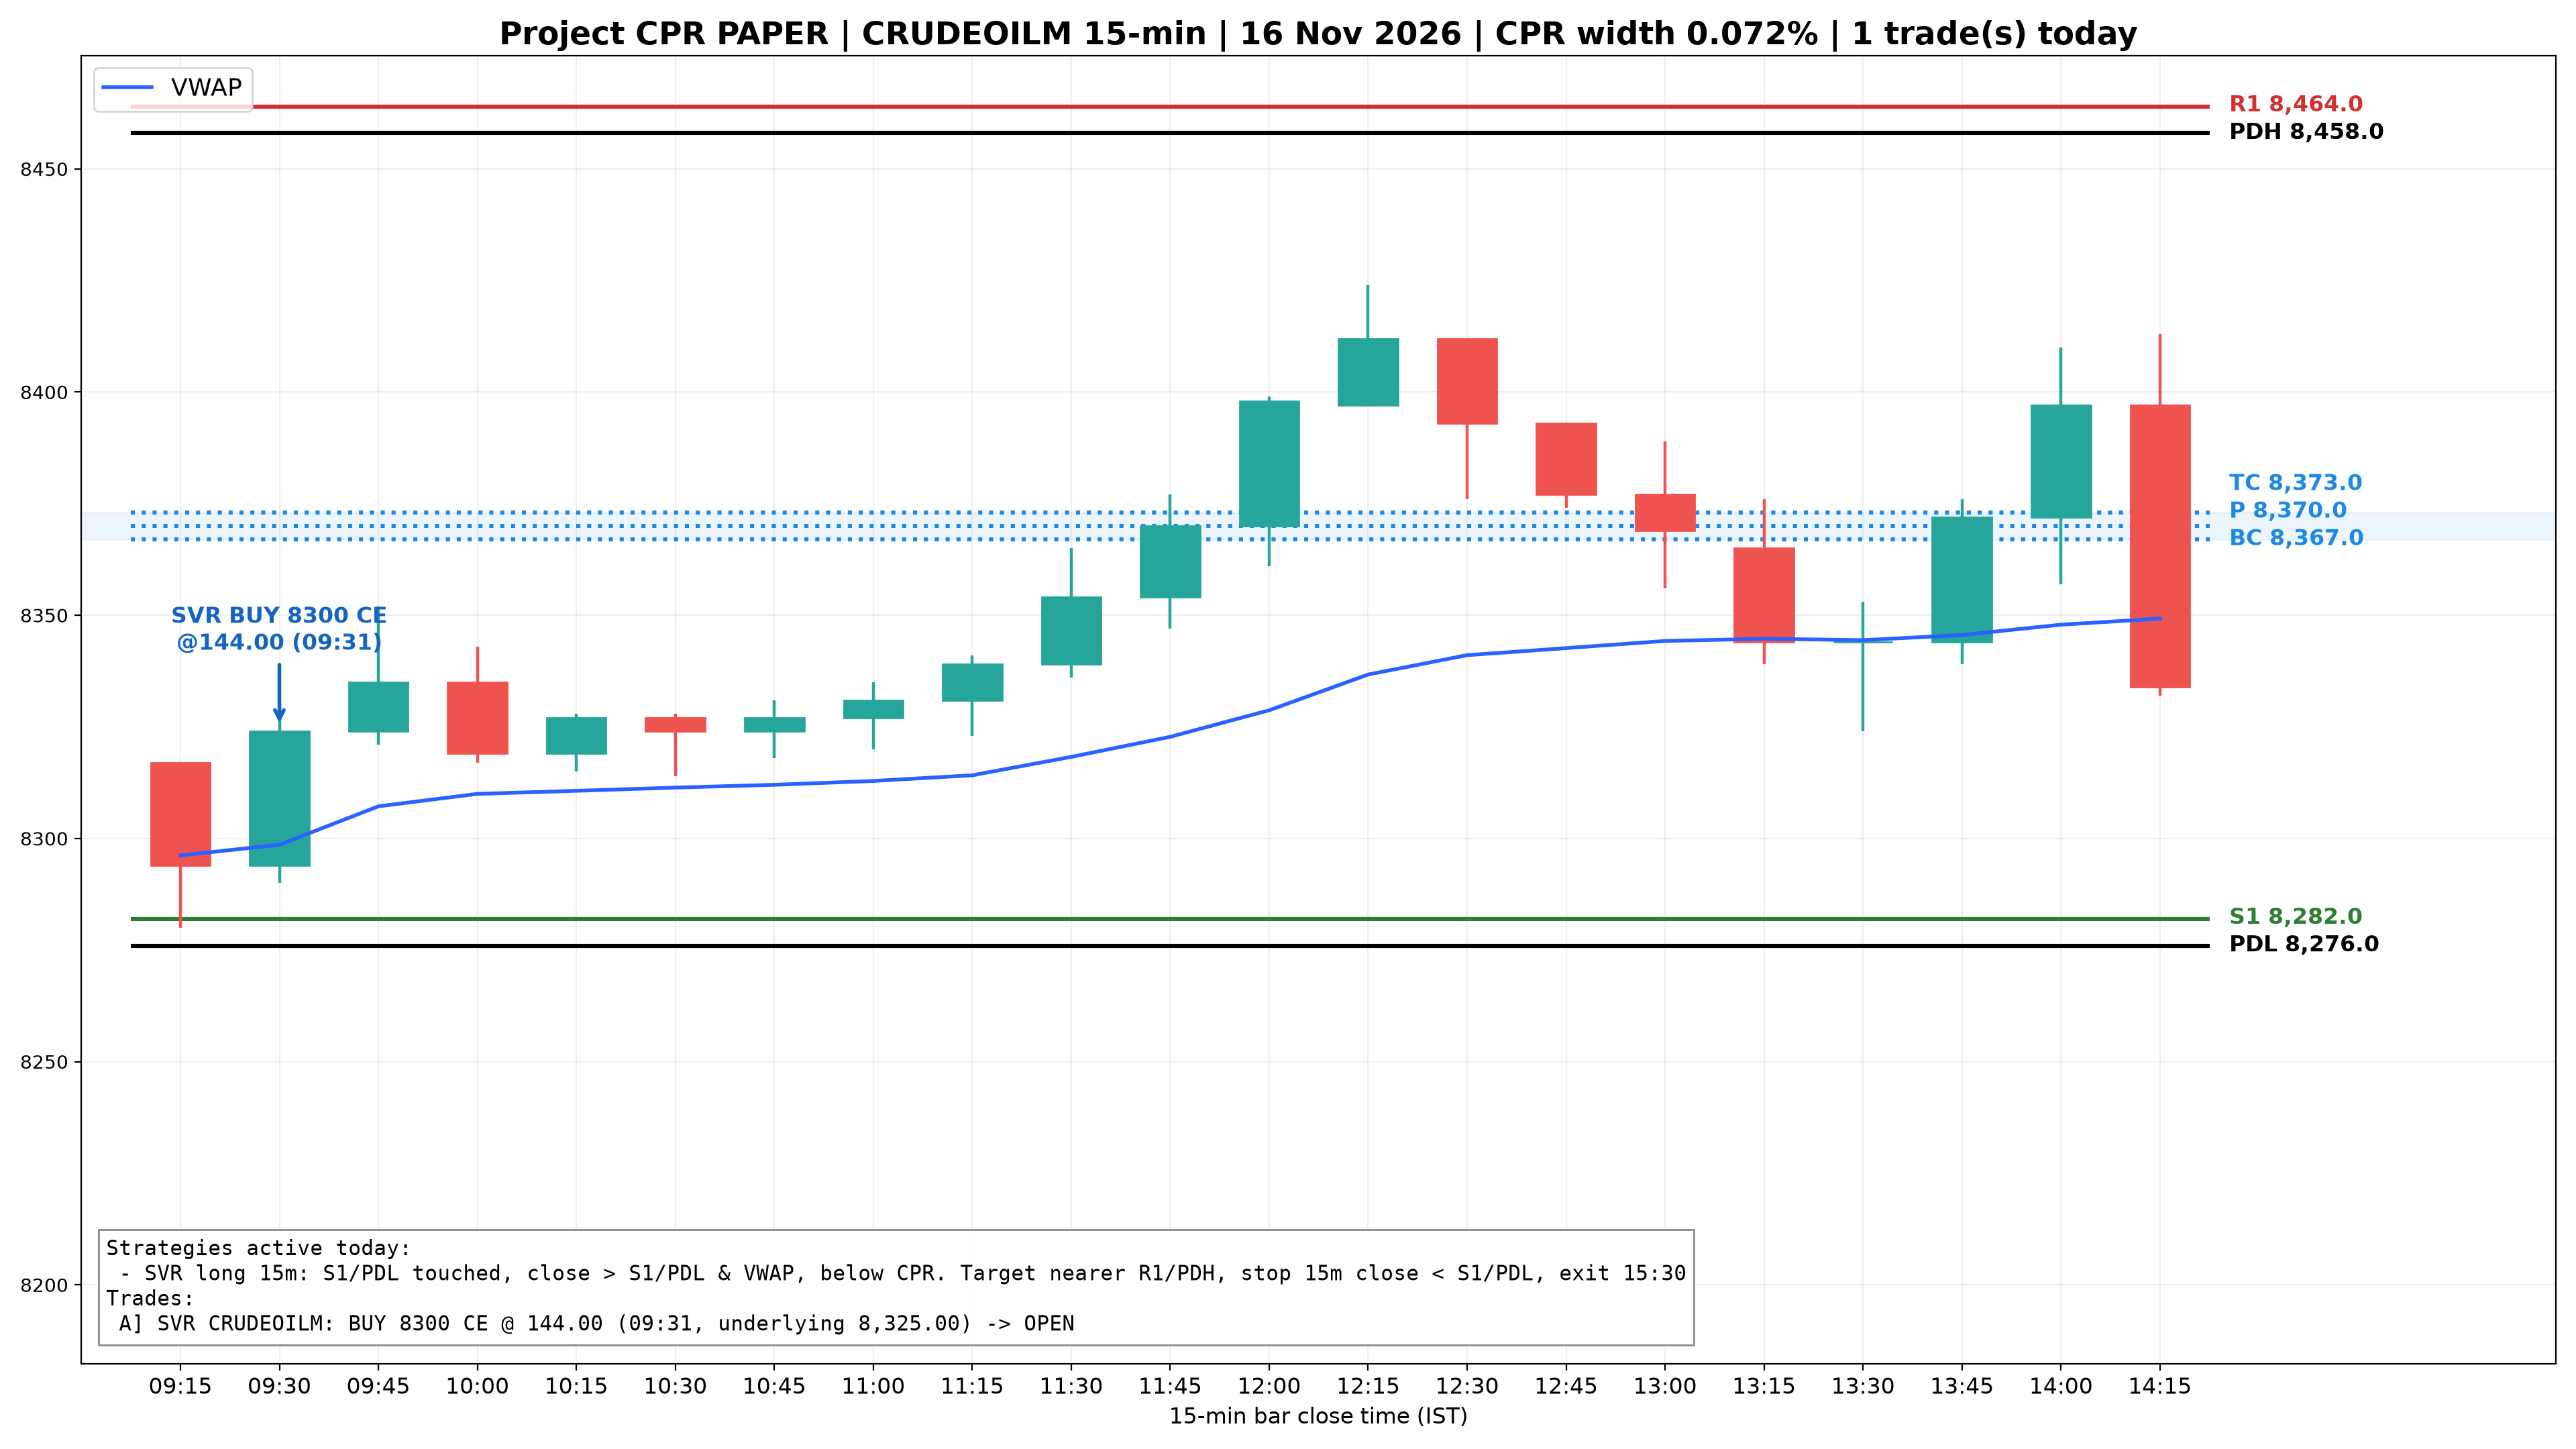 Project CPR PAPER | CRUDEOILM 15-min | 16 Nov 2026 | CPR width 0.072% | 1 trade(s) today
VWAP
R1 8,464.0
PDH 8,458.0
8450
8400
TC 8,373.0
P 8,370.0
BC 8,367.0
8350
SVR BUY 8300 CE
@144.00 (09:31)
8300
S1 8,282.0
PDL 8,276.0
8250
8200
Strategies active today:
- SVR long 15m: S1/PDL touched, close > S1/PDL & VWAP, below CPR. Target nearer R1/PDH, stop 15m close < S1/PDL, exit 15:30
Trades:
A] SVR CRUDEOILM: BUY 8300 CE @ 144.00 (09:31, underlying 8,325.00) -> OPEN
09:15 09:30 09:45 10:00 10:15 10:30 10:45 11:00 11:15 11:30 11:45 12:00 12:15 12:30 12:45 13:00 13:15 13:30 13:45 14:00 14:15
15-min bar close time (IST)